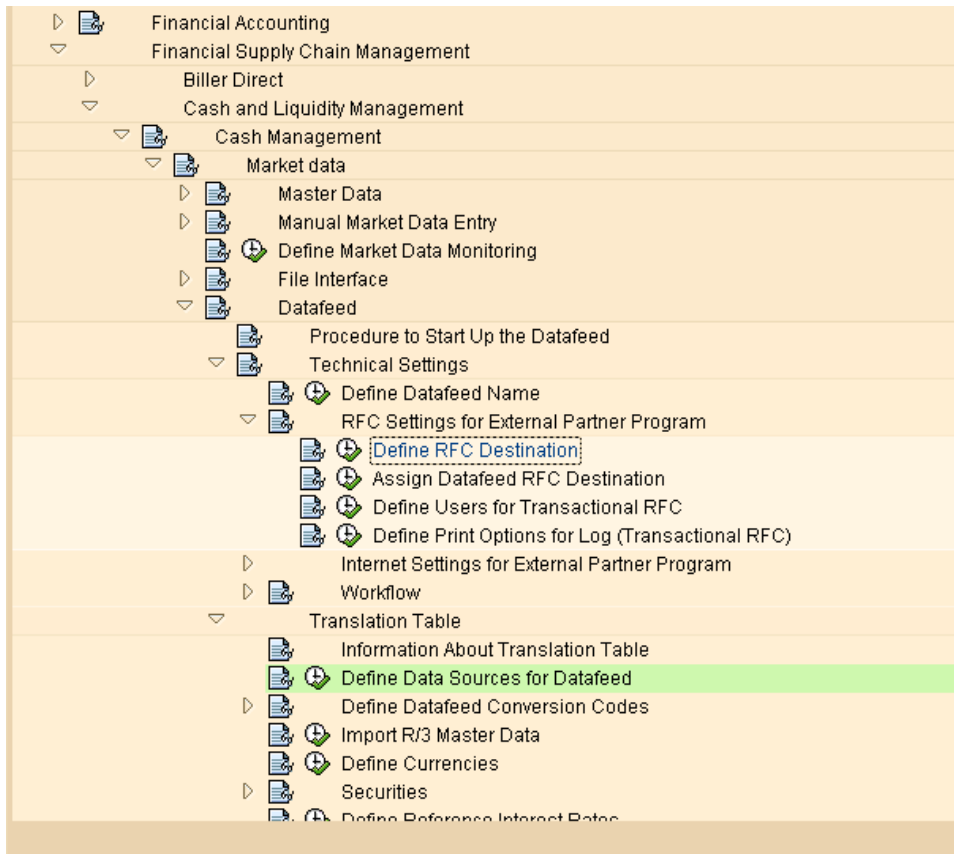 Financial Accounting
Financial Supply Chain Management
Biller Direct
Cash and Liquidity Management
Cash Management
Market data
Master Data
Manual Market Data Entry
Define Market Data Monitoring
File Interface
Datafeed
Procedure to Start Up the Datafeed
Technical Settings
Define Datafeed Name
RFC Settings for External Partner Program
Define RFC Destination
Assign Datafeed RFC Destination
Define Users for Transactional RFC
Define Print Options for Log (Transactional RFC)
Internet Settings for External Partner Program
Workflow
Translation Table
Information About Translation Table
Define Data Sources for Datafeed
Define Datafeed Conversion Codes
Import R/3 Master Data
Define Currencies
Securities
Define Reference Interest Rates